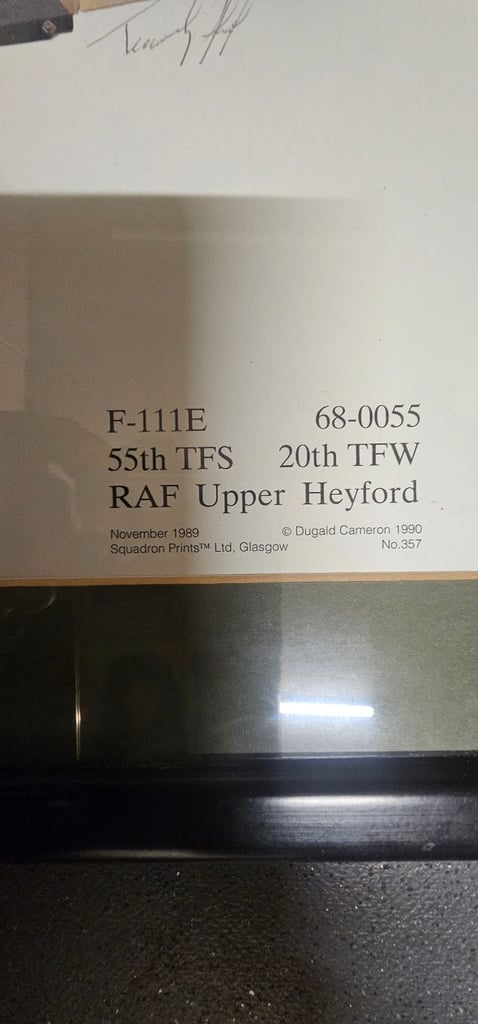 F-111E 68-0055
55th TFS 20th TFW
RAF Upper Heyford
November 1989 © Dugald Cameron 1990
Squadron Prints™ Ltd, Glasgow No.357